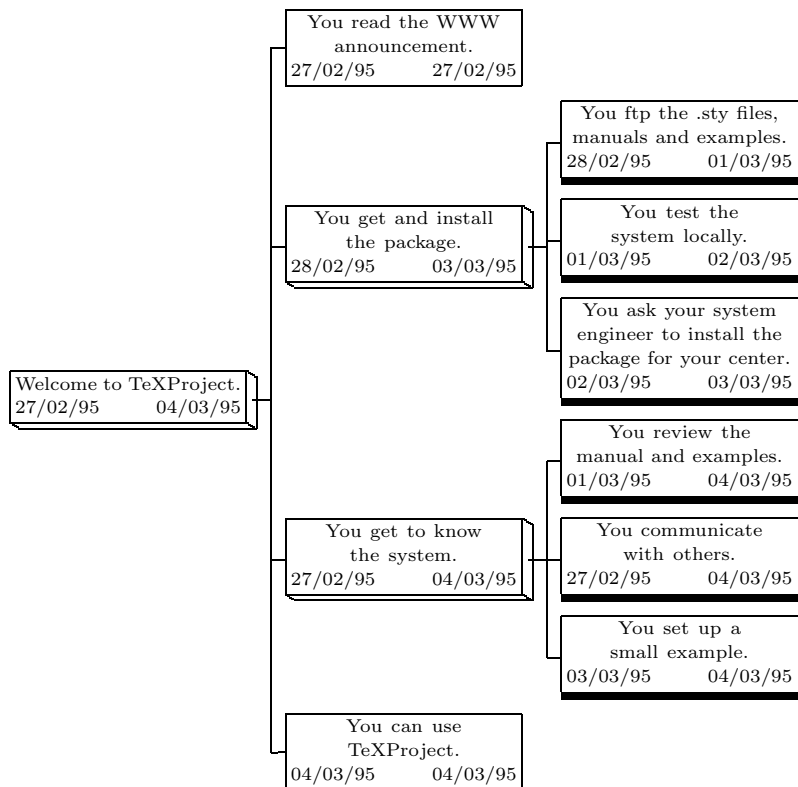 You read the WWW
announcement.
27/02/95 27/02/95
You ftp the .sty files,
manuals and examples.
28/02/95 01/03/95
You get and install
the package.
28/02/95 03/03/95
You test the
system locally.
01/03/95 02/03/95
You ask your system
engineer to install the
package for your center.
02/03/95 03/03/95
Welcome to TeXProject.
27/02/95 04/03/95
You review the
manual and examples.
01/03/95 04/03/95
You get to know
the system.
27/02/95 04/03/95
You communicate
with others.
27/02/95 04/03/95
You set up a
small example.
03/03/95 04/03/95
You can use
TeXProject.
04/03/95 04/03/95